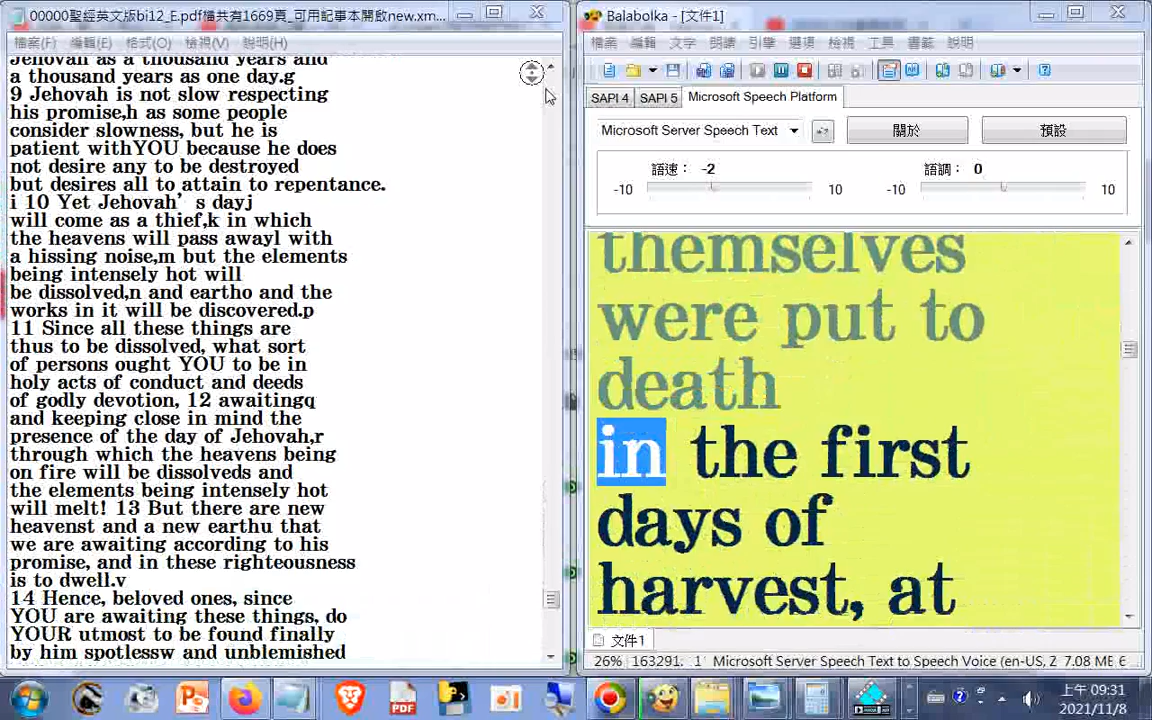 00000聖經英文版bi12_E.pdf檔共有1669頁_可用記事本開啟new.xm...
檔案(F) 編輯(E) 格式(O) 檢視(V) 說明(H)
Jehovah as a thousand years and
a thousand years as one day.g
9 Jehovah is not slow respecting
his promise,h as some people
consider slowness, but he is
patient withYOU because he does
not desire any to be destroyed
but desires all to attain to repentance.
i 10 Yet Jehovah’s dayj
will come as a thief,k in which
the heavens will pass awayl with
a hissing noise,m but the elements
being intensely hot will
be dissolved,n and eartho and the
works in it will be discovered.p
11 Since all these things are
thus to be dissolved, what sort
of persons ought YOU to be in
holy acts of conduct and deeds
of godly devotion, 12 awaitingq
and keeping close in mind the
presence of the day of Jehovah,r
through which the heavens being
on fire will be dissolveds and
the elements being intensely hot
will melt! 13 But there are new
heavenst and a new earthu that
we are awaiting according to his
promise, and in these righteousness
is to dwell.v
14 Hence, beloved ones, since
YOU are awaiting these things, do
YOUR utmost to be found finally
by him spotlessw and unblemished
Balabolka - [文件1]
檔案 編輯 文字 朗讀 引擎 選項 檢視 工具 書籤 說明
SAPI 4 SAPI 5 Microsoft Speech Platform
Microsoft Server Speech Text 關於 預設
語速： -2 語調： 0
-10 10 -10 10
themselves
were put to
death
in the first
days of
harvest, at
文件1
26% 163291. 1 Microsoft Server Speech Text to Speech Voice (en-US, 2 7.08 MB 6
PDF
上午 09:31
2021/11/8